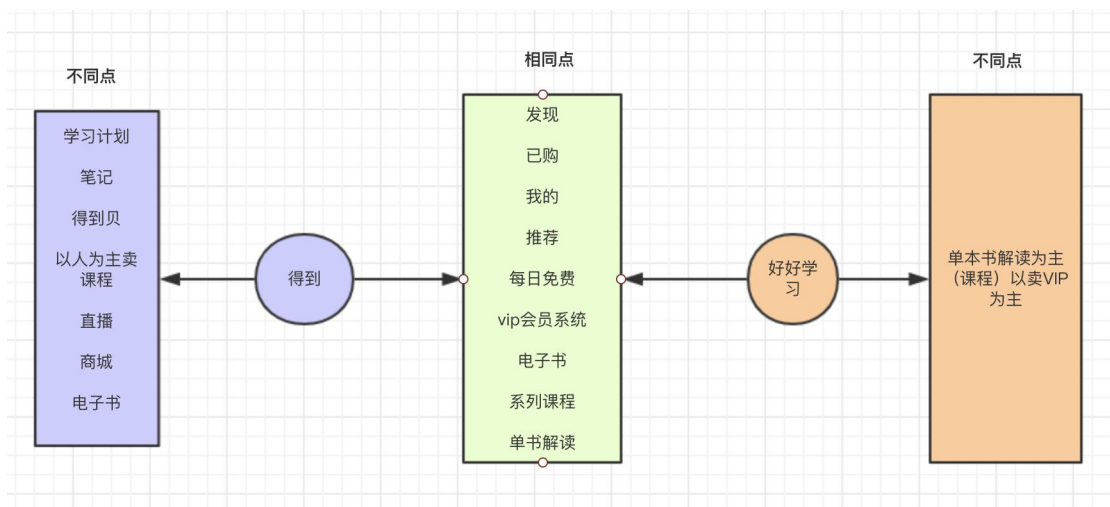 不同点
学习计划
笔记
得到贝
以人为主卖
课程
直播
商城
电子书
得到
相同点
发现
已购
我的
推荐
每日免费
vip会员系统
电子书
系列课程
单书解读
好好学
习
不同点
单本书解读为主
（课程）以卖VIP
为主